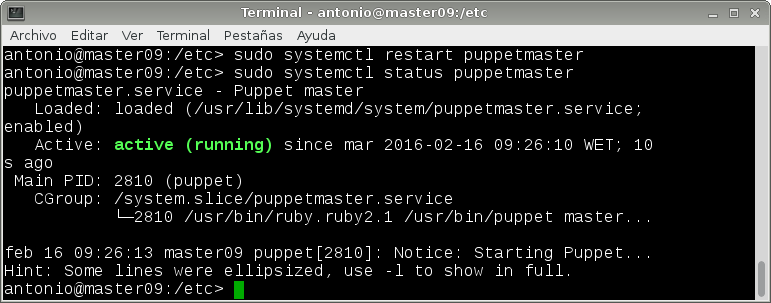 Terminal - antonio@master09:/etc
Archivo Editar Ver Terminal Pestañas Ayuda
antonio@master09:/etc> sudo systemctl restart puppetmaster
antonio@master09:/etc> sudo systemctl status puppetmaster
puppetmaster.service - Puppet master
   Loaded: loaded (/usr/lib/systemd/system/puppetmaster.service;
enabled)
   Active: active (running) since mar 2016-02-16 09:26:10 WET; 10
s ago
 Main PID: 2810 (puppet)
   CGroup: /system.slice/puppetmaster.service
           └─2810 /usr/bin/ruby.ruby2.1 /usr/bin/puppet master...
feb 16 09:26:13 master09 puppet[2810]: Notice: Starting Puppet...
Hint: Some lines were ellipsized, use -l to show in full.
antonio@master09:/etc>